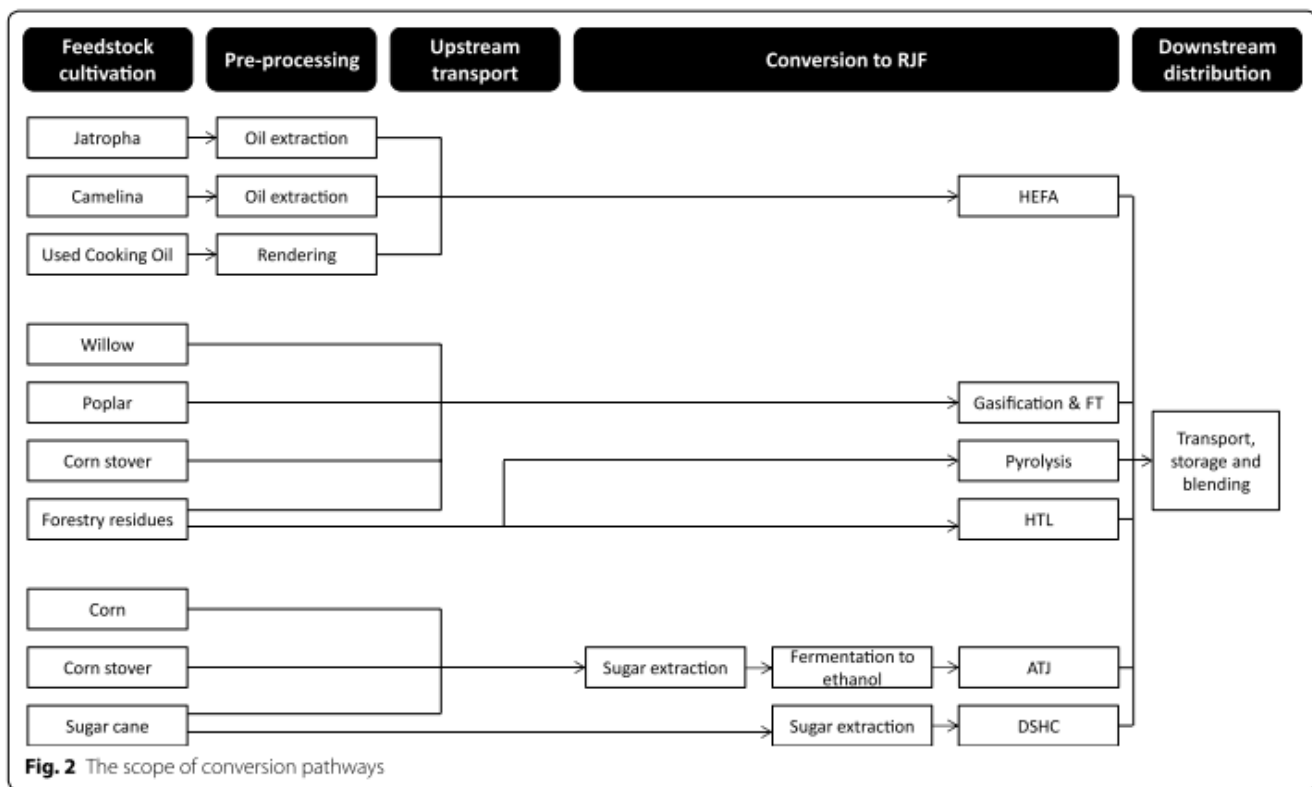 Feedstock
cultivation
Pre-processing
Upstream
transport
Conversion to RJF
Downstream
distribution
Jatropha
Oil extraction
Camelina
Oil extraction
HEFA
Used Cooking Oil
Rendering
Willow
Poplar
Gasification & FT
Corn stover
Pyrolysis
Transport,
storage and
blending
Forestry residues
HTL
Corn
Corn stover
Sugar extraction
Fermentation to
ethanol
ATJ
Sugar cane
Sugar extraction
DSHC
Fig. 2 The scope of conversion pathways